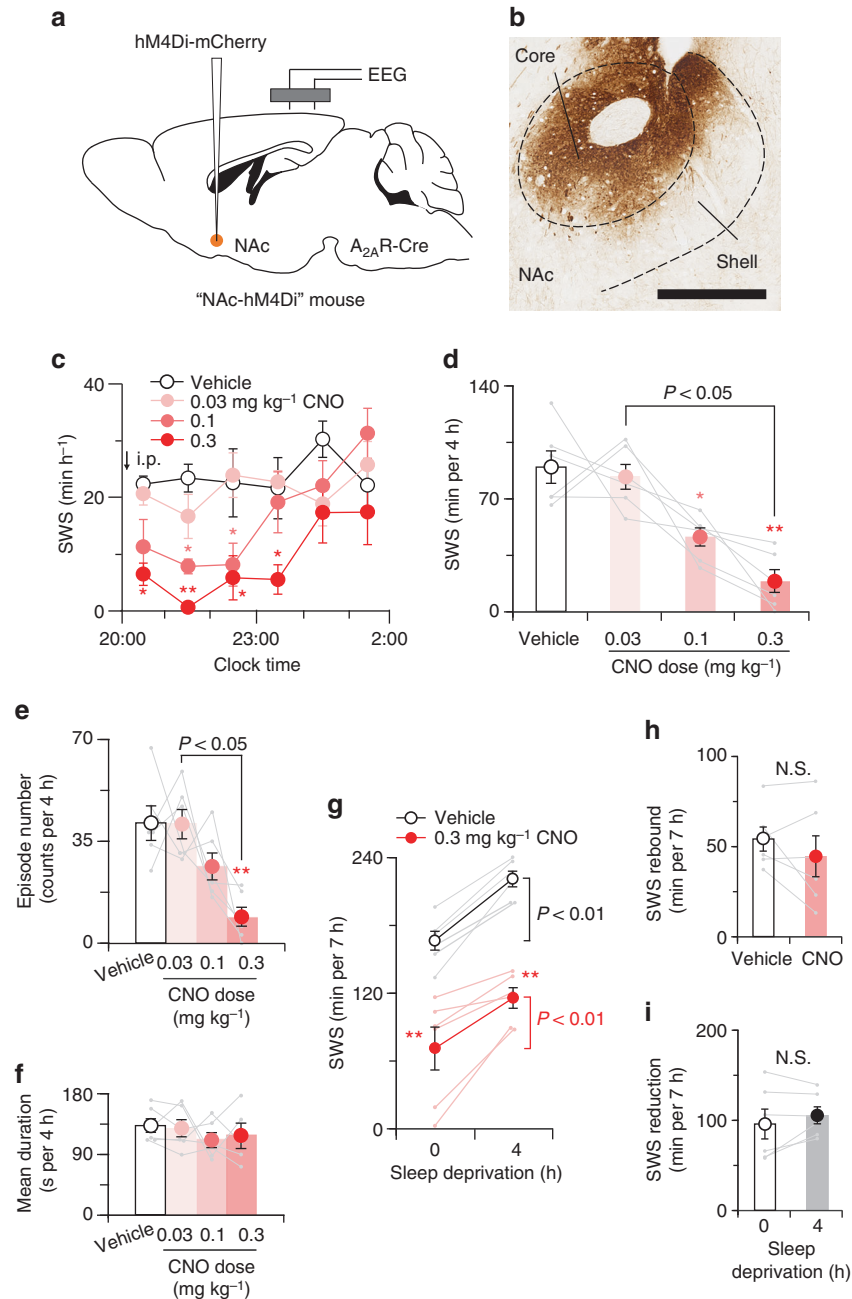 a
hM4Di-mCherry
EEG
NAc
A2AR-Cre
“NAc-hM4Di” mouse
b
Core
Shell
NAc
c
Vehicle
0.03 mg kg⁻¹ CNO
0.1
0.3
i.p.
SWS (min h⁻¹)
40
20
0
*
**
*
*
*
*
*
20:00 23:00 2:00
Clock time
d
P < 0.05
SWS (min per 4 h)
140
70
0
*
**
Vehicle 0.03 0.1 0.3
CNO dose (mg kg⁻¹)
e
P < 0.05
Episode number
(counts per 4 h)
70
35
0
**
Vehicle 0.03 0.1 0.3
CNO dose
(mg kg⁻¹)
f
Mean duration
(s per 4 h)
180
90
0
Vehicle 0.03 0.1 0.3
CNO dose
(mg kg⁻¹)
g
Vehicle
0.3 mg kg⁻¹ CNO
SWS (min per 7 h)
240
120
0
P < 0.01
**
**
P < 0.01
0 4
Sleep deprivation (h)
h
N.S.
SWS rebound
(min per 7 h)
100
50
0
Vehicle CNO
i
N.S.
SWS reduction
(min per 7 h)
200
100
0
0 4
Sleep
deprivation (h)